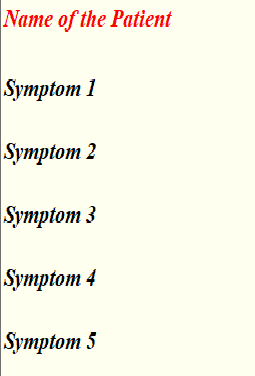 Name of the Patient
Symptom 1
Symptom 2
Symptom 3
Symptom 4
Symptom 5